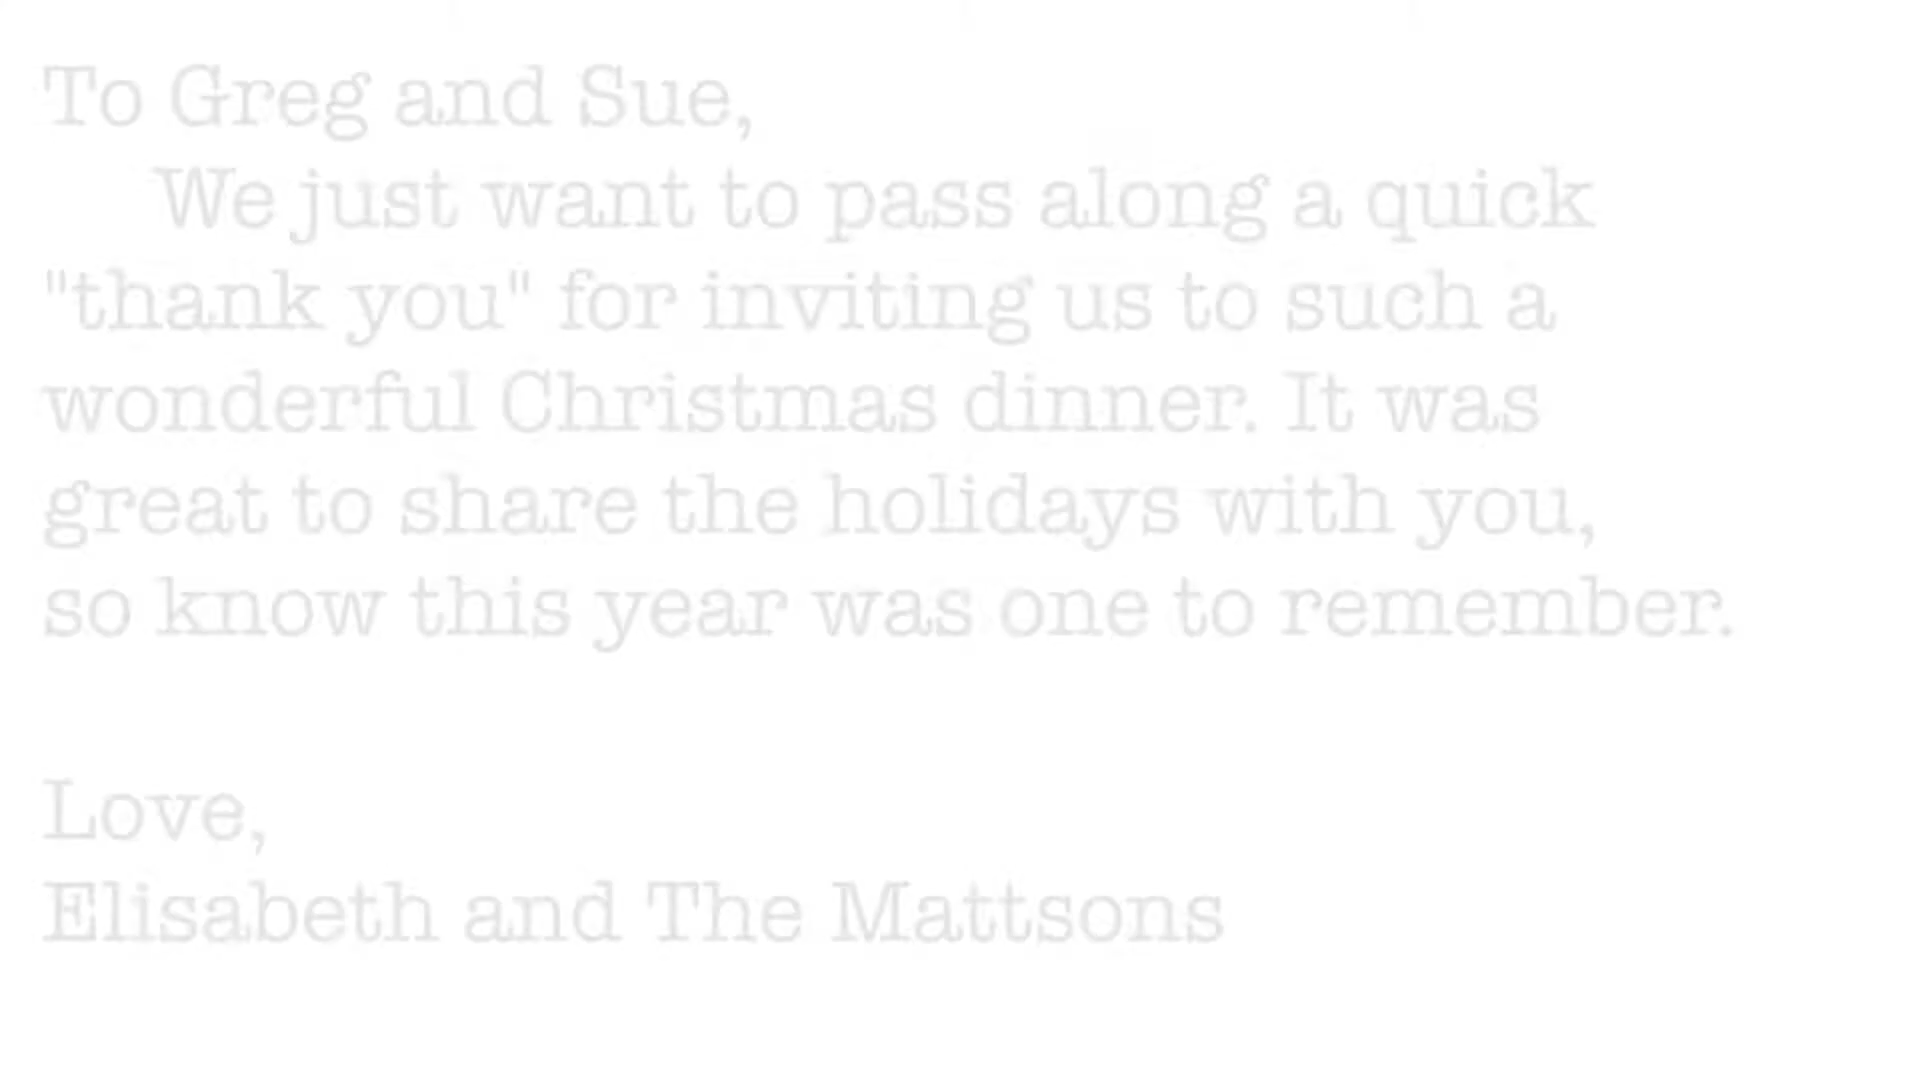 To Greg and Sue,
We just want to pass along a quick
"thank you" for inviting us to such a
wonderful Christmas dinner. It was
great to share the holidays with you,
so know this year was one to remember.
Love,
Elisabeth and The Mattsons